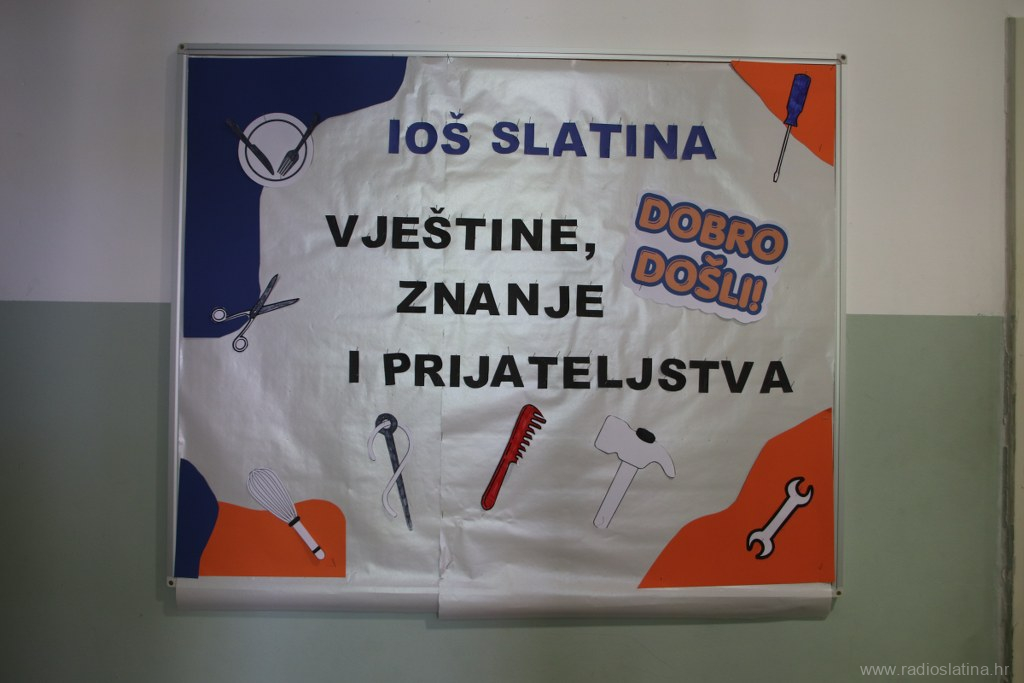 IOŠ SLATINA
VJEŠTINE,
ZNANJE
I PRIJATELJSTVA
DOBRO
DOŠLI!
www.radioslatina.hr